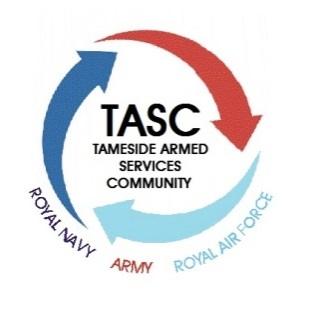 TASC
TAMESIDE ARMED
SERVICES
COMMUNITY
ROYAL NAVY
ARMY
ROYAL AIR FORCE